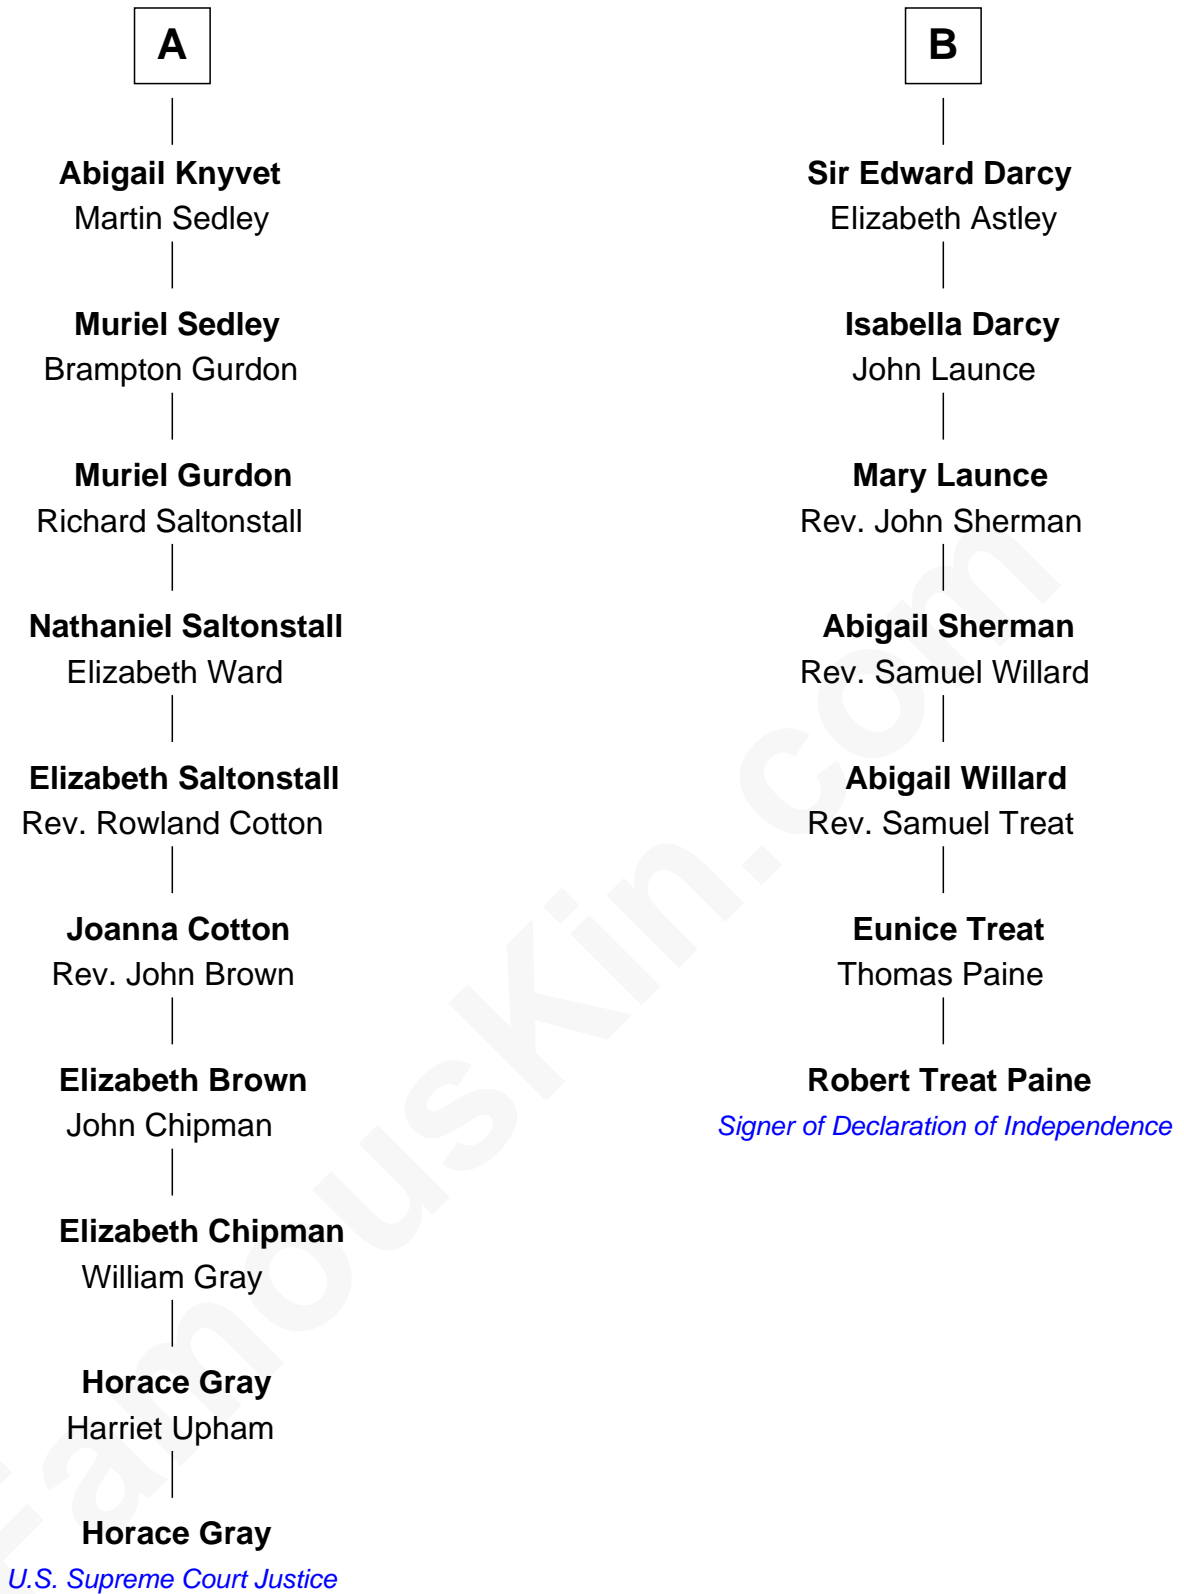 A
Abigail Knyvet
Martin Sedley
Muriel Sedley
Brampton Gurdon
Muriel Gurdon
Richard Saltonstall
Nathaniel Saltonstall
Elizabeth Ward
Elizabeth Saltonstall
Rev. Rowland Cotton
Joanna Cotton
Rev. John Brown
Elizabeth Brown
John Chipman
Elizabeth Chipman
William Gray
Horace Gray
Harriet Upham
Horace Gray
U.S. Supreme Court Justice
B
Sir Edward Darcy
Elizabeth Astley
Isabella Darcy
John Launce
Mary Launce
Rev. John Sherman
Abigail Sherman
Rev. Samuel Willard
Abigail Willard
Rev. Samuel Treat
Eunice Treat
Thomas Paine
Robert Treat Paine
Signer of Declaration of Independence
FamousKin.com